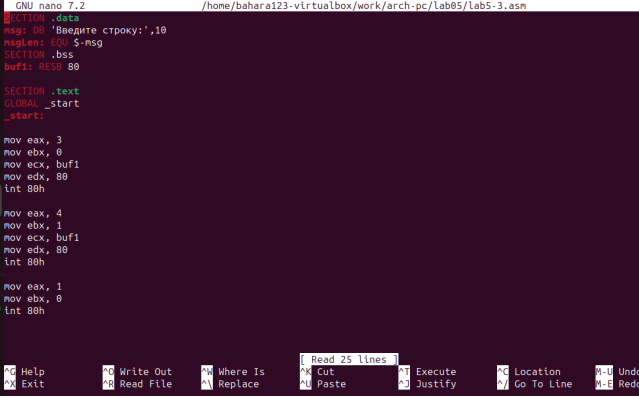 GNU nano 7.2 /home/bahara123-virtualbox/work/arch-pc/lab05/lab5-3.asm
SECTION .data
msg: DB 'Введите строку:',10
msgLen: EQU $-msg
SECTION .bss
buf1: RESB 80
SECTION .text
GLOBAL _start
_start:
mov eax, 3
mov ebx, 0
mov ecx, buf1
mov edx, 80
int 80h
mov eax, 4
mov ebx, 1
mov ecx, buf1
mov edx, 80
int 80h
mov eax, 1
mov ebx, 0
int 80h
[ Read 25 lines ]
^G Help ^O Write Out ^W Where Is ^K Cut ^T Execute ^C Location M-U Undo
^X Exit ^R Read File ^\ Replace ^U Paste ^J Justify ^/ Go To Line M-E Redo